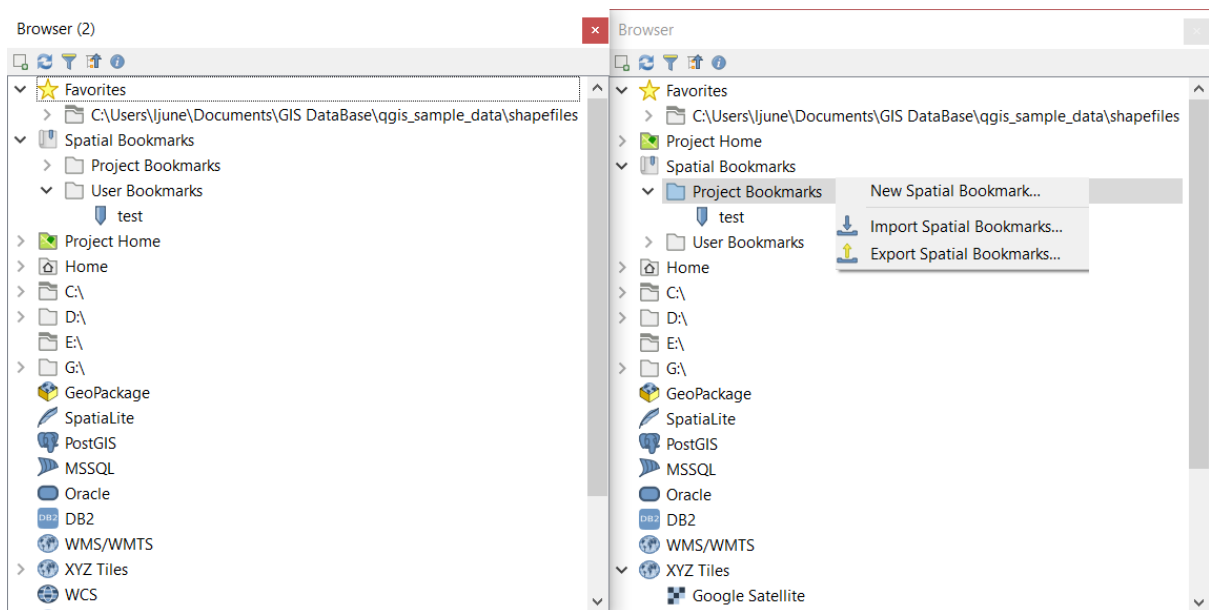 Browser (2)
Favorites
C:\Users\ljune\Documents\GIS DataBase\qgis_sample_data\shapefiles
Spatial Bookmarks
Project Bookmarks
User Bookmarks
test
Project Home
Home
C:\
D:\
E:\
G:\
GeoPackage
SpatiaLite
PostGIS
MSSQL
Oracle
DB2 DB2
WMS/WMTS
XYZ Tiles
WCS
Browser
Favorites
C:\Users\ljune\Documents\GIS DataBase\qgis_sample_data\shapefiles
Project Home
Spatial Bookmarks
Project Bookmarks
test
User Bookmarks
Home
C:\
D:\
E:\
G:\
GeoPackage
SpatiaLite
PostGIS
MSSQL
Oracle
DB2 DB2
WMS/WMTS
XYZ Tiles
Google Satellite
New Spatial Bookmark...
Import Spatial Bookmarks...
Export Spatial Bookmarks...